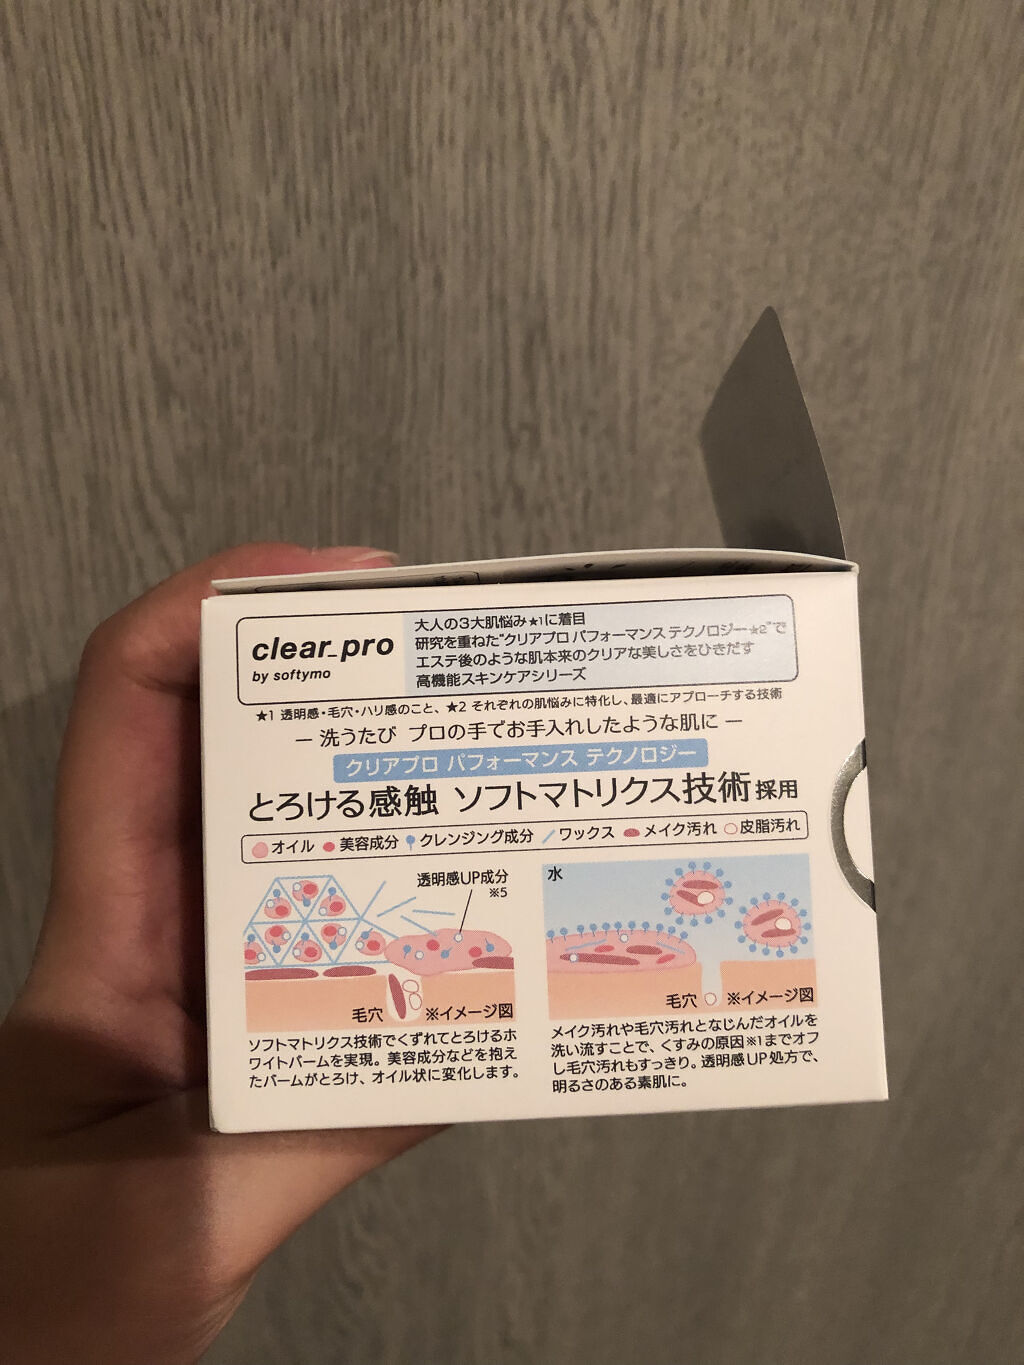 clear_pro
by softymo
大人の3大肌悩み★1に着目
研究を重ねた"クリアプロ パフォーマンス テクノロジー★2"で
エステ後のような肌本来のクリアな美しさをひきだす
高機能スキンケアシリーズ
★1 透明感・毛穴・ハリ感のこと、★2 それぞれの肌悩みに特化し、最適にアプローチする技術
― 洗うたび プロの手でお手入れしたような肌に ―
クリアプロ パフォーマンス テクノロジー
とろける感触 ソフトマトリクス技術採用
オイル 美容成分 クレンジング成分 ワックス メイク汚れ 皮脂汚れ
透明感UP成分
※5
毛穴 ※イメージ図
ソフトマトリクス技術でくずれてとろけるホ
ワイトバームを実現。美容成分などを抱え
たバームがとろけ、オイル状に変化します。
水
毛穴 ※イメージ図
メイク汚れや毛穴汚れとなじんだオイルを
洗い流すことで、くすみの原因※1までオフ
し毛穴汚れもすっきり。透明感UP処方で、
明るさのある素肌に。